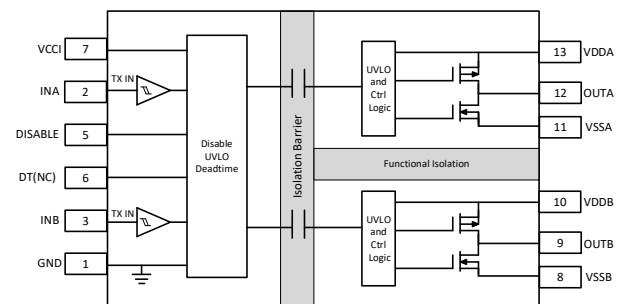 VCCI 7
INA 2 TX IN
DISABLE 5
DT(NC) 6
INB 3 TX IN
GND 1
Disable
UVLO
Deadtime
Isolation Barrier
UVLO
and
Ctrl
Logic
Functional Isolation
UVLO
and
Ctrl
Logic
13 VDDA
12 OUTA
11 VSSA
10 VDDB
9 OUTB
8 VSSB